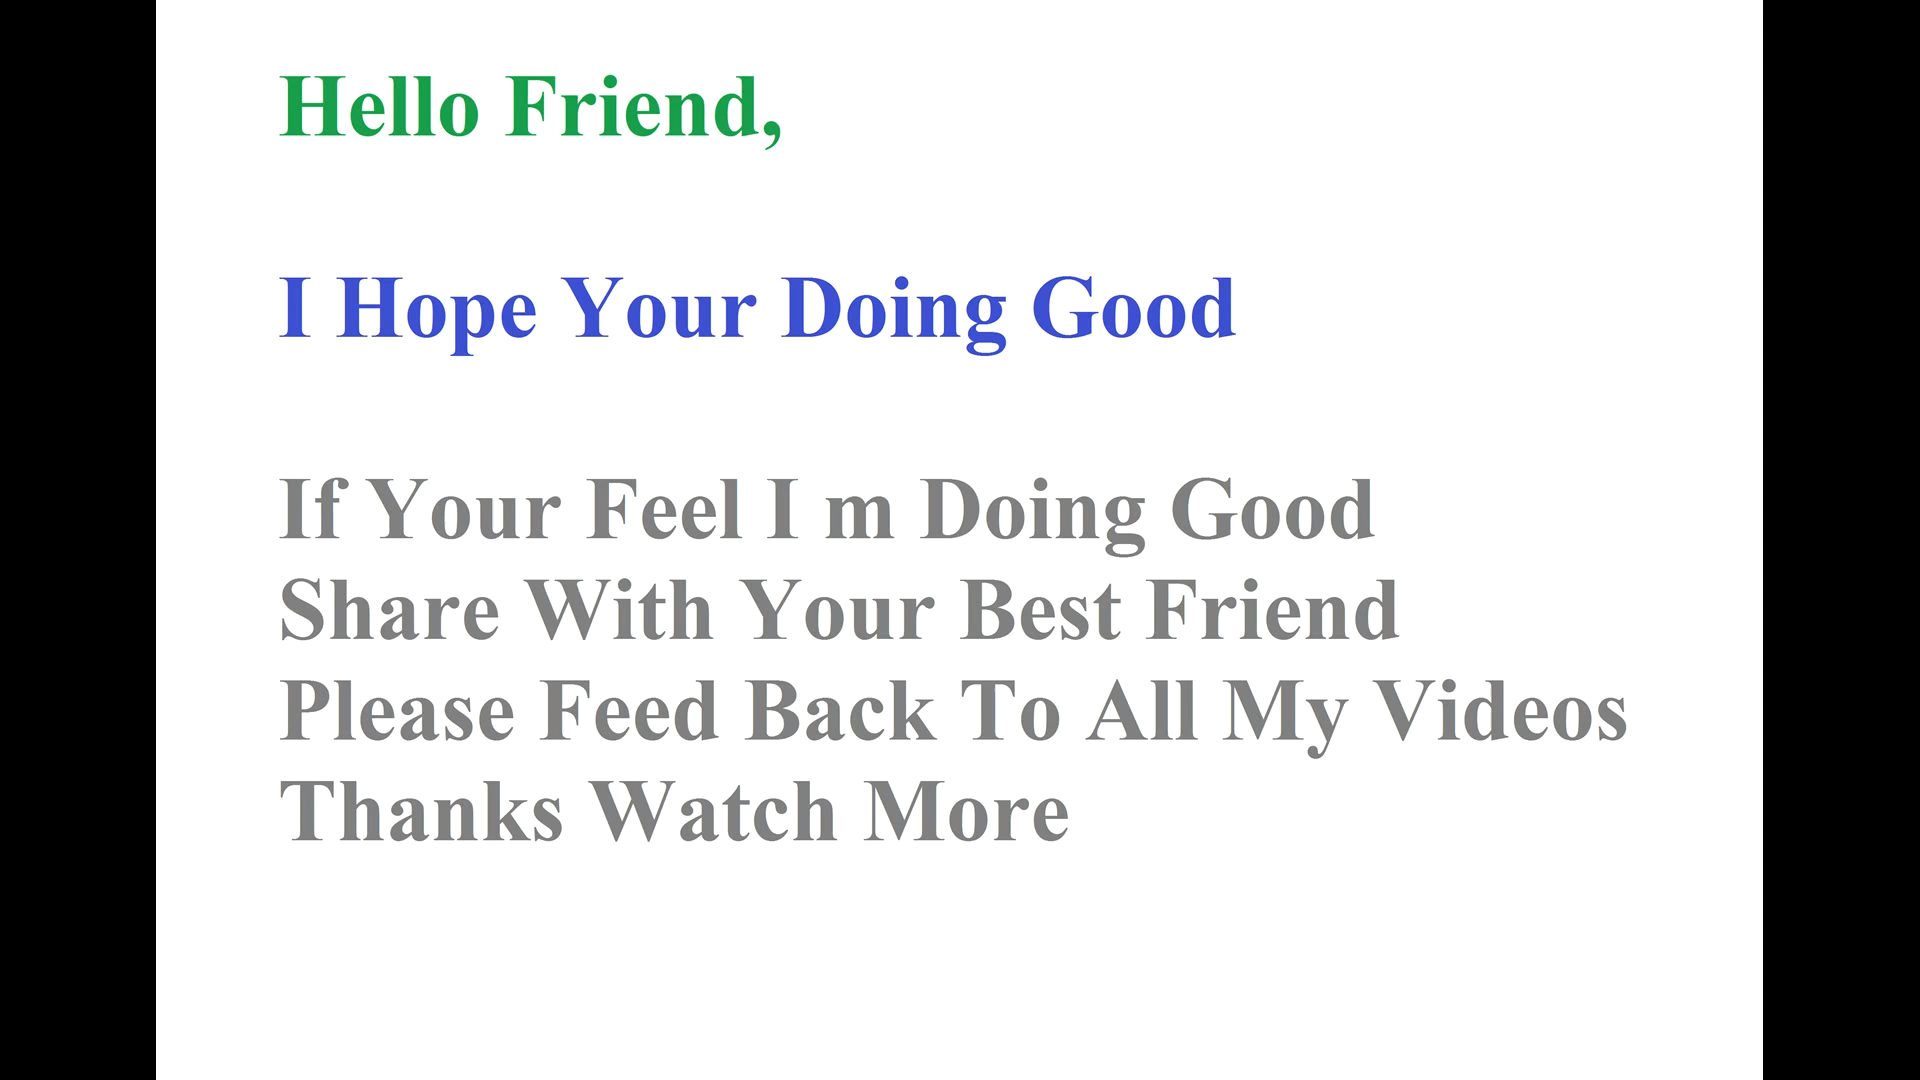 Hello Friend,
I Hope Your Doing Good
If Your Feel I m Doing Good
Share With Your Best Friend
Please Feed Back To All My Videos
Thanks Watch More